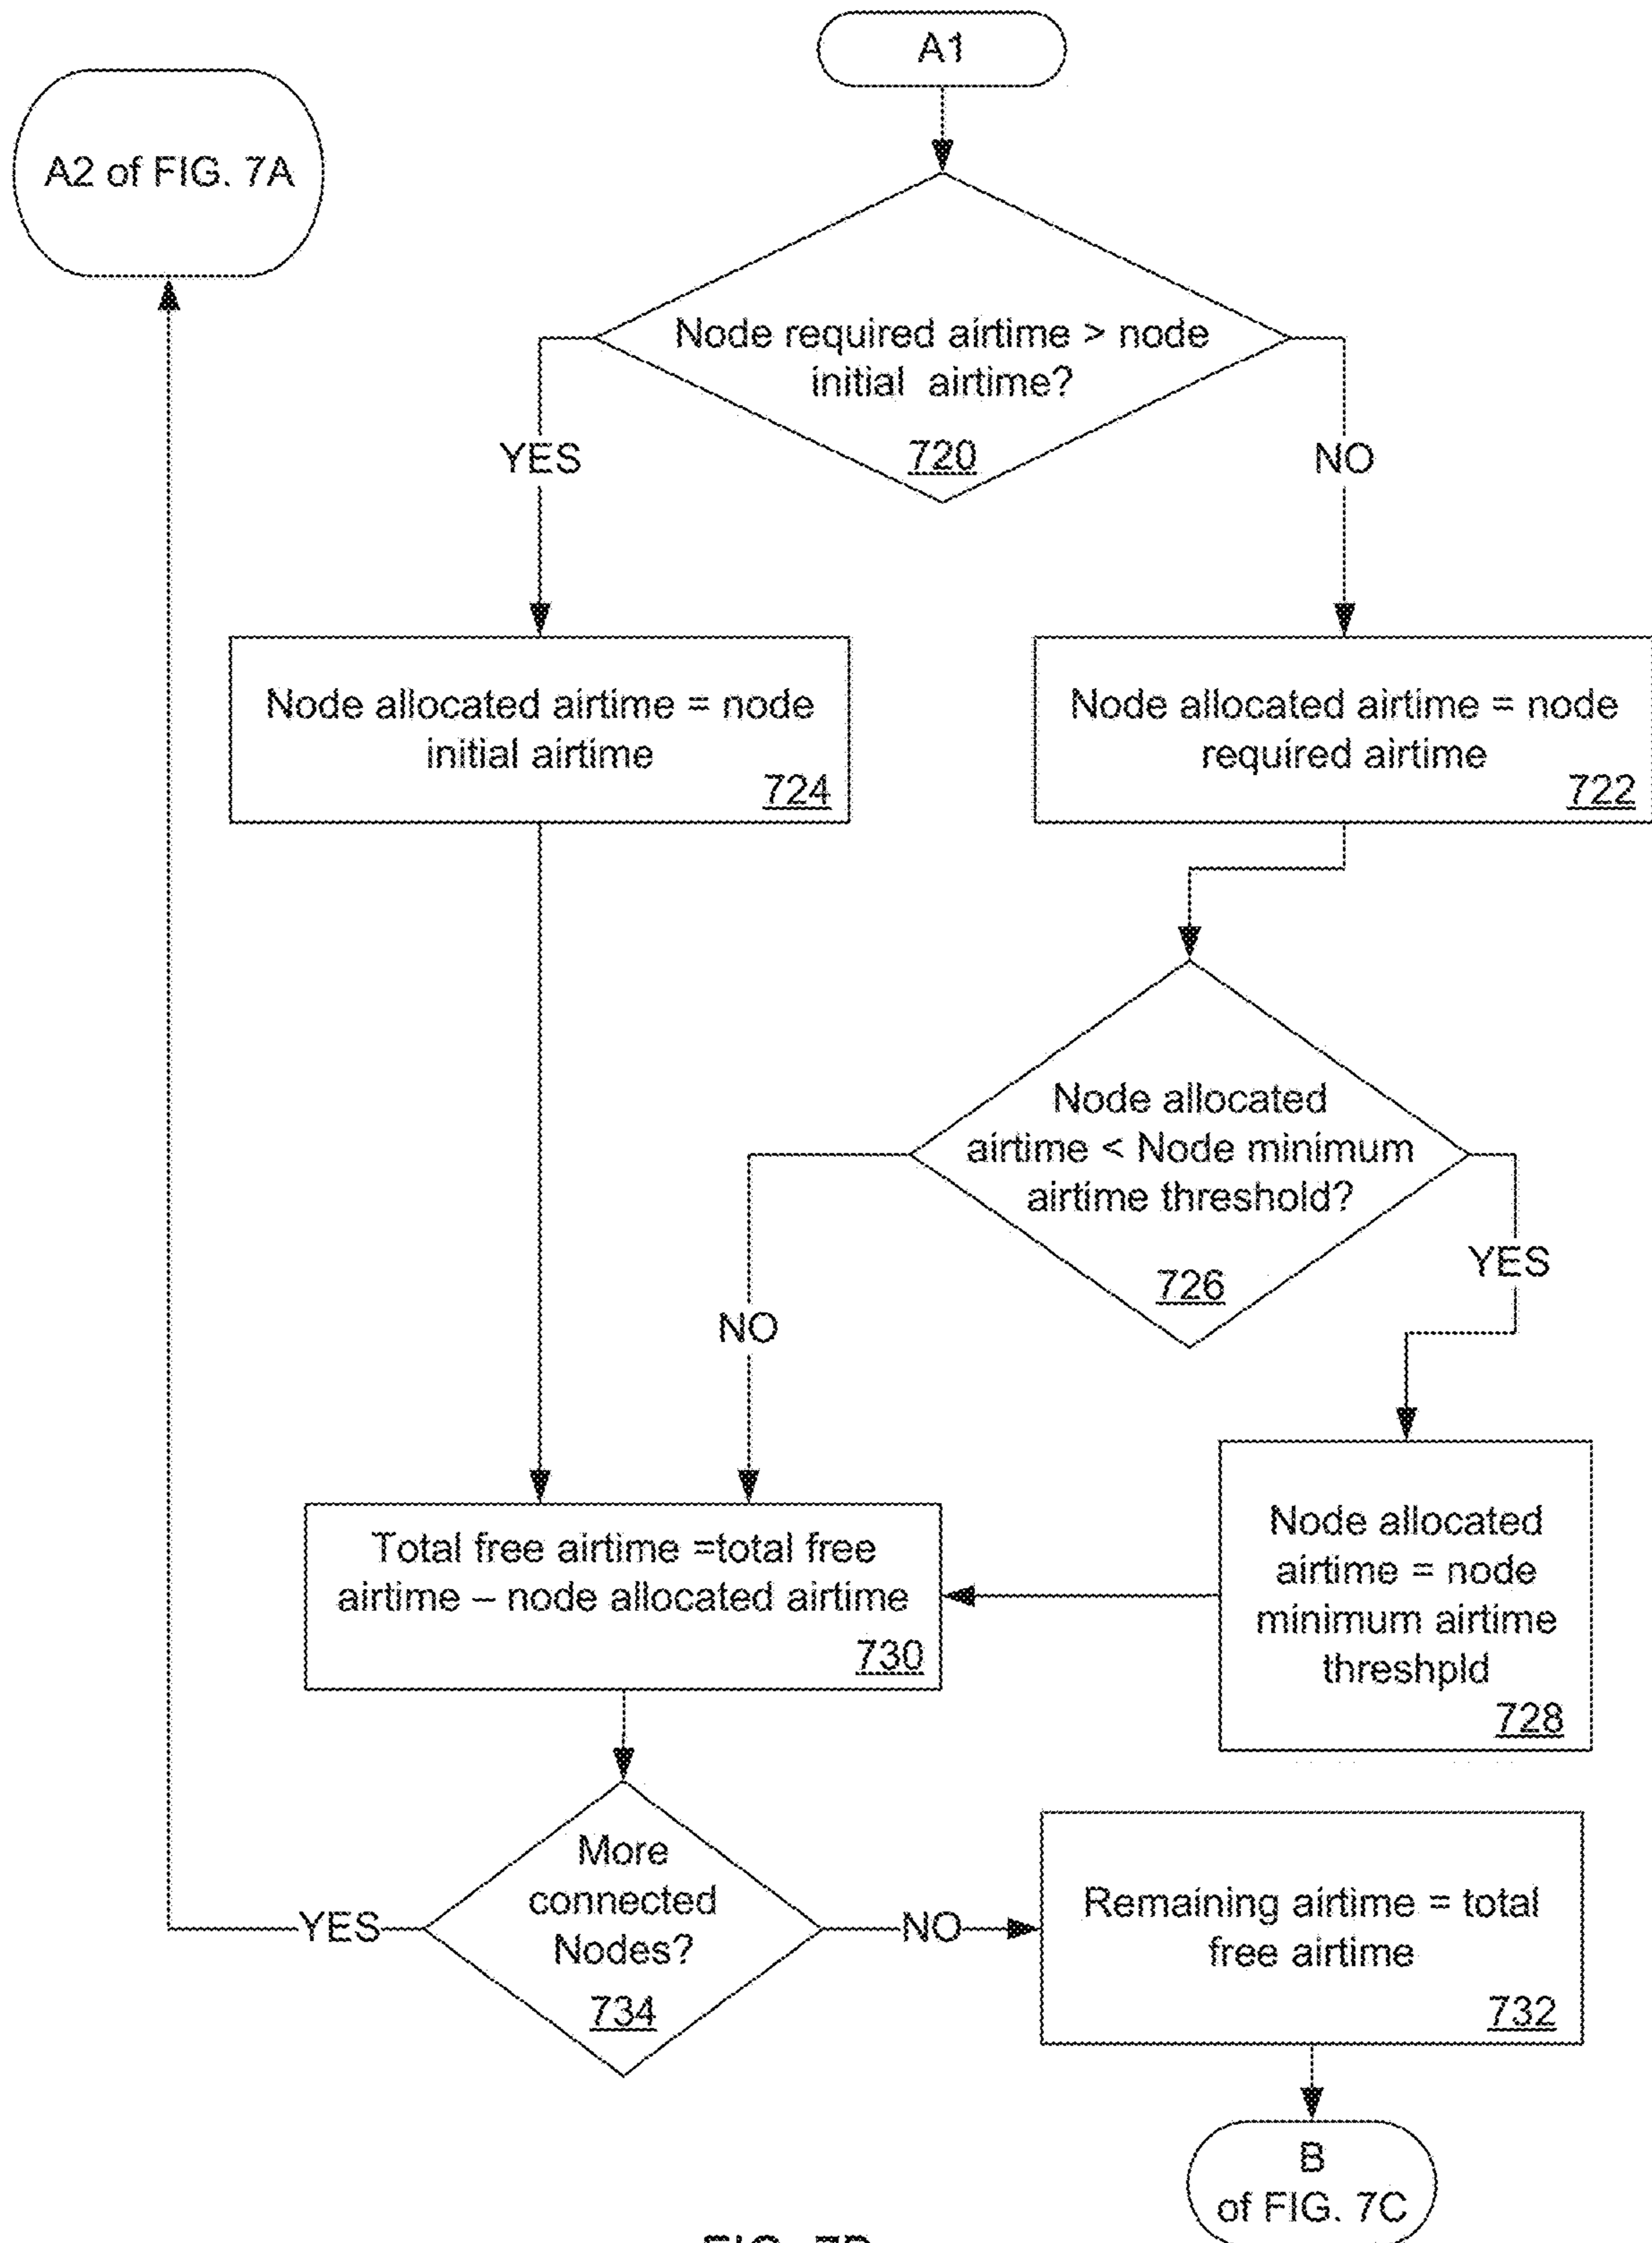 A1
A2 of FIG. 7A
Node required airtime > node
initial airtime?
720
YES
NO
Node allocated airtime = node
initial airtime
724
Node allocated airtime = node
required airtime
722
Node allocated
airtime < Node minimum
airtime threshold?
726
NO
YES
Total free airtime =total free
airtime – node allocated airtime
730
Node allocated
airtime = node
minimum airtime
threshpld
728
More
connected
Nodes?
734
YES
NO
Remaining airtime = total
free airtime
732
B
of FIG. 7C